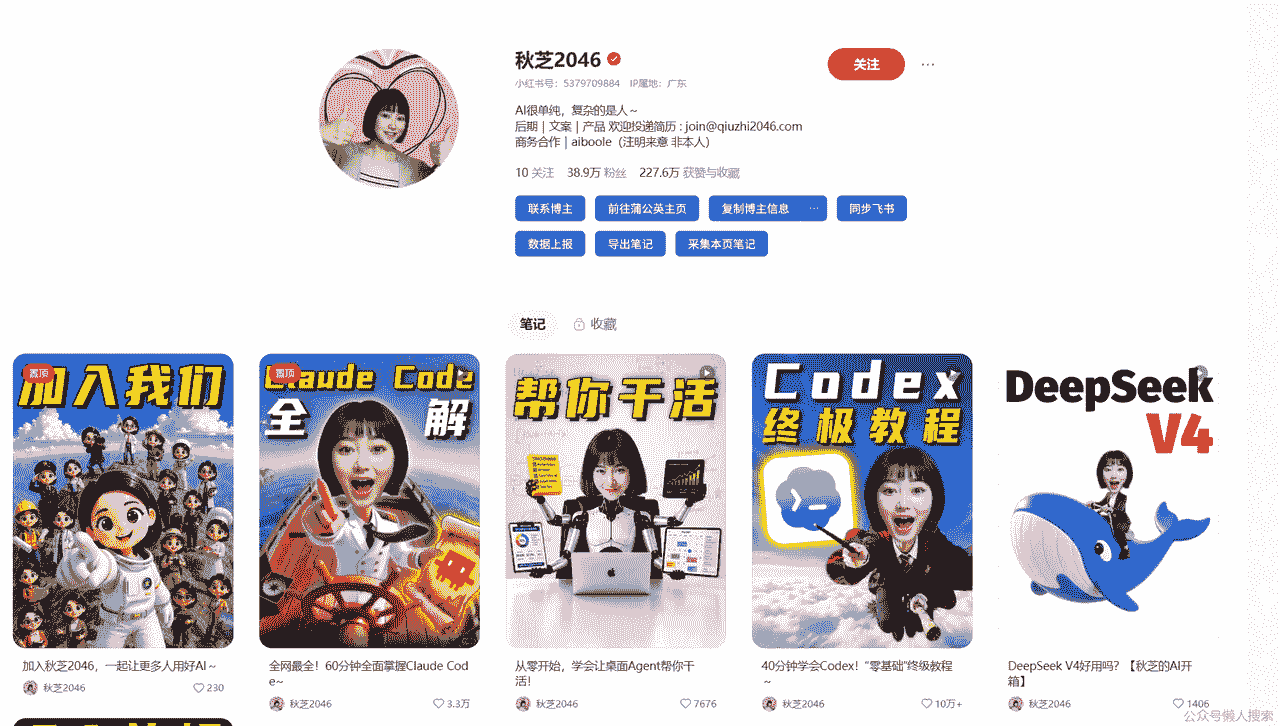 秋芝2046
关注
...
小红书号：5379709884 IP属地：广东
AI很单纯，复杂的是人～
后期 | 文案 | 产品 欢迎投递简历 : join@qiuzhi2046.com
商务合作 | aiboole（注明来意 非本人）
10 关注 38.9万 粉丝 227.6万 获赞与收藏
联系博主 前往蒲公英主页 复制博主信息 ... 同步飞书
数据上报 导出笔记 采集本页笔记
笔记 收藏
置顶
加入我们
加入秋芝2046，一起让更多人用好AI～
秋芝2046 230
置顶
Claude Code
全解
全网最全！60分钟全面掌握Claude Cod
e~
秋芝2046 3.3万
帮你干活
从零开始，学会让桌面Agent帮你干
活！
秋芝2046 7676
Codex
终极教程
40分钟学会Codex！“零基础”终极教程
~
秋芝2046 10万+
DeepSeek
V4
DeepSeek V4好用吗？【秋芝的AI开
箱】
秋芝2046 1406
公众号懒人搜索